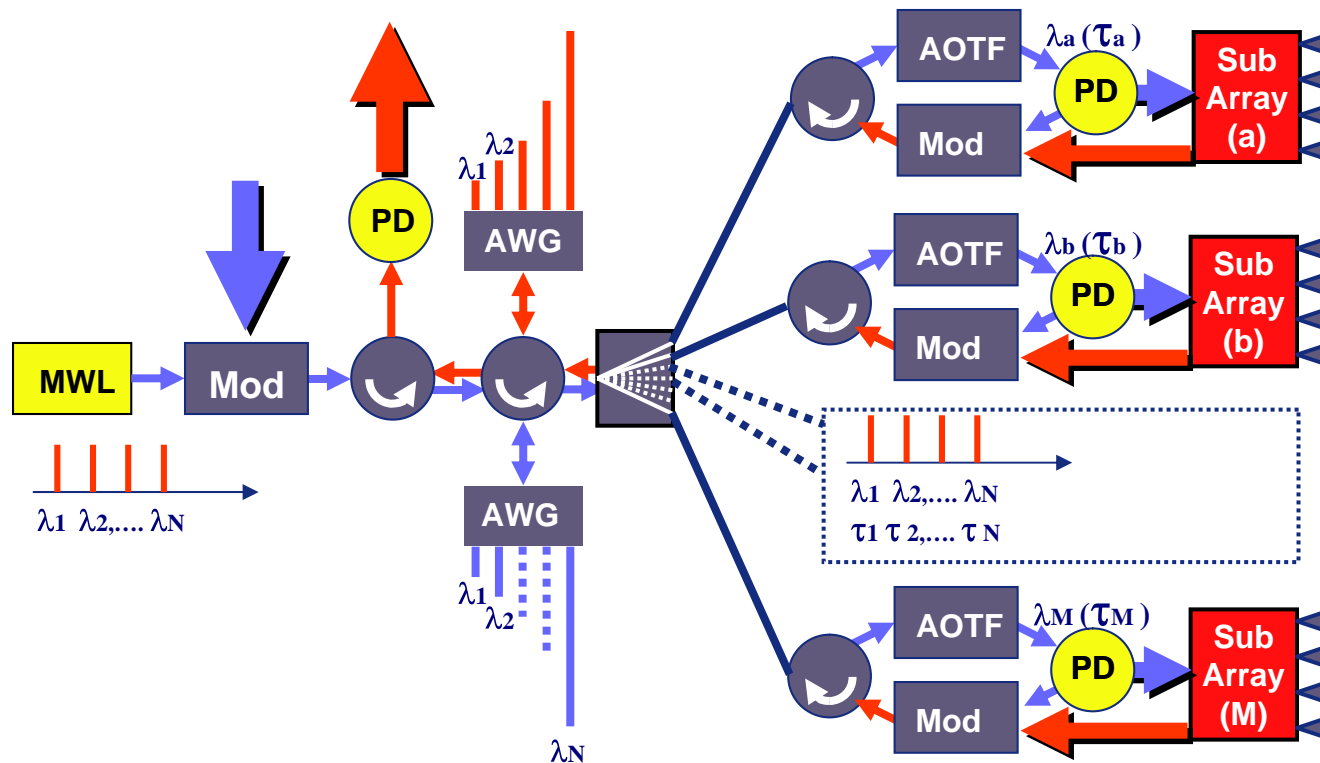 AOTF
λa (τa )
PD
Sub
Array
(a)
Mod
λ2
λ1
PD
AWG
AOTF
λb (τb )
PD
Sub
Array
(b)
Mod
MWL
Mod
λ1 λ2,.... λN
AWG
λ1
λ2
λN
λ1 λ2,.... λN
τ1 τ 2,.... τ N
AOTF
λM (τM )
PD
Sub
Array
(M)
Mod